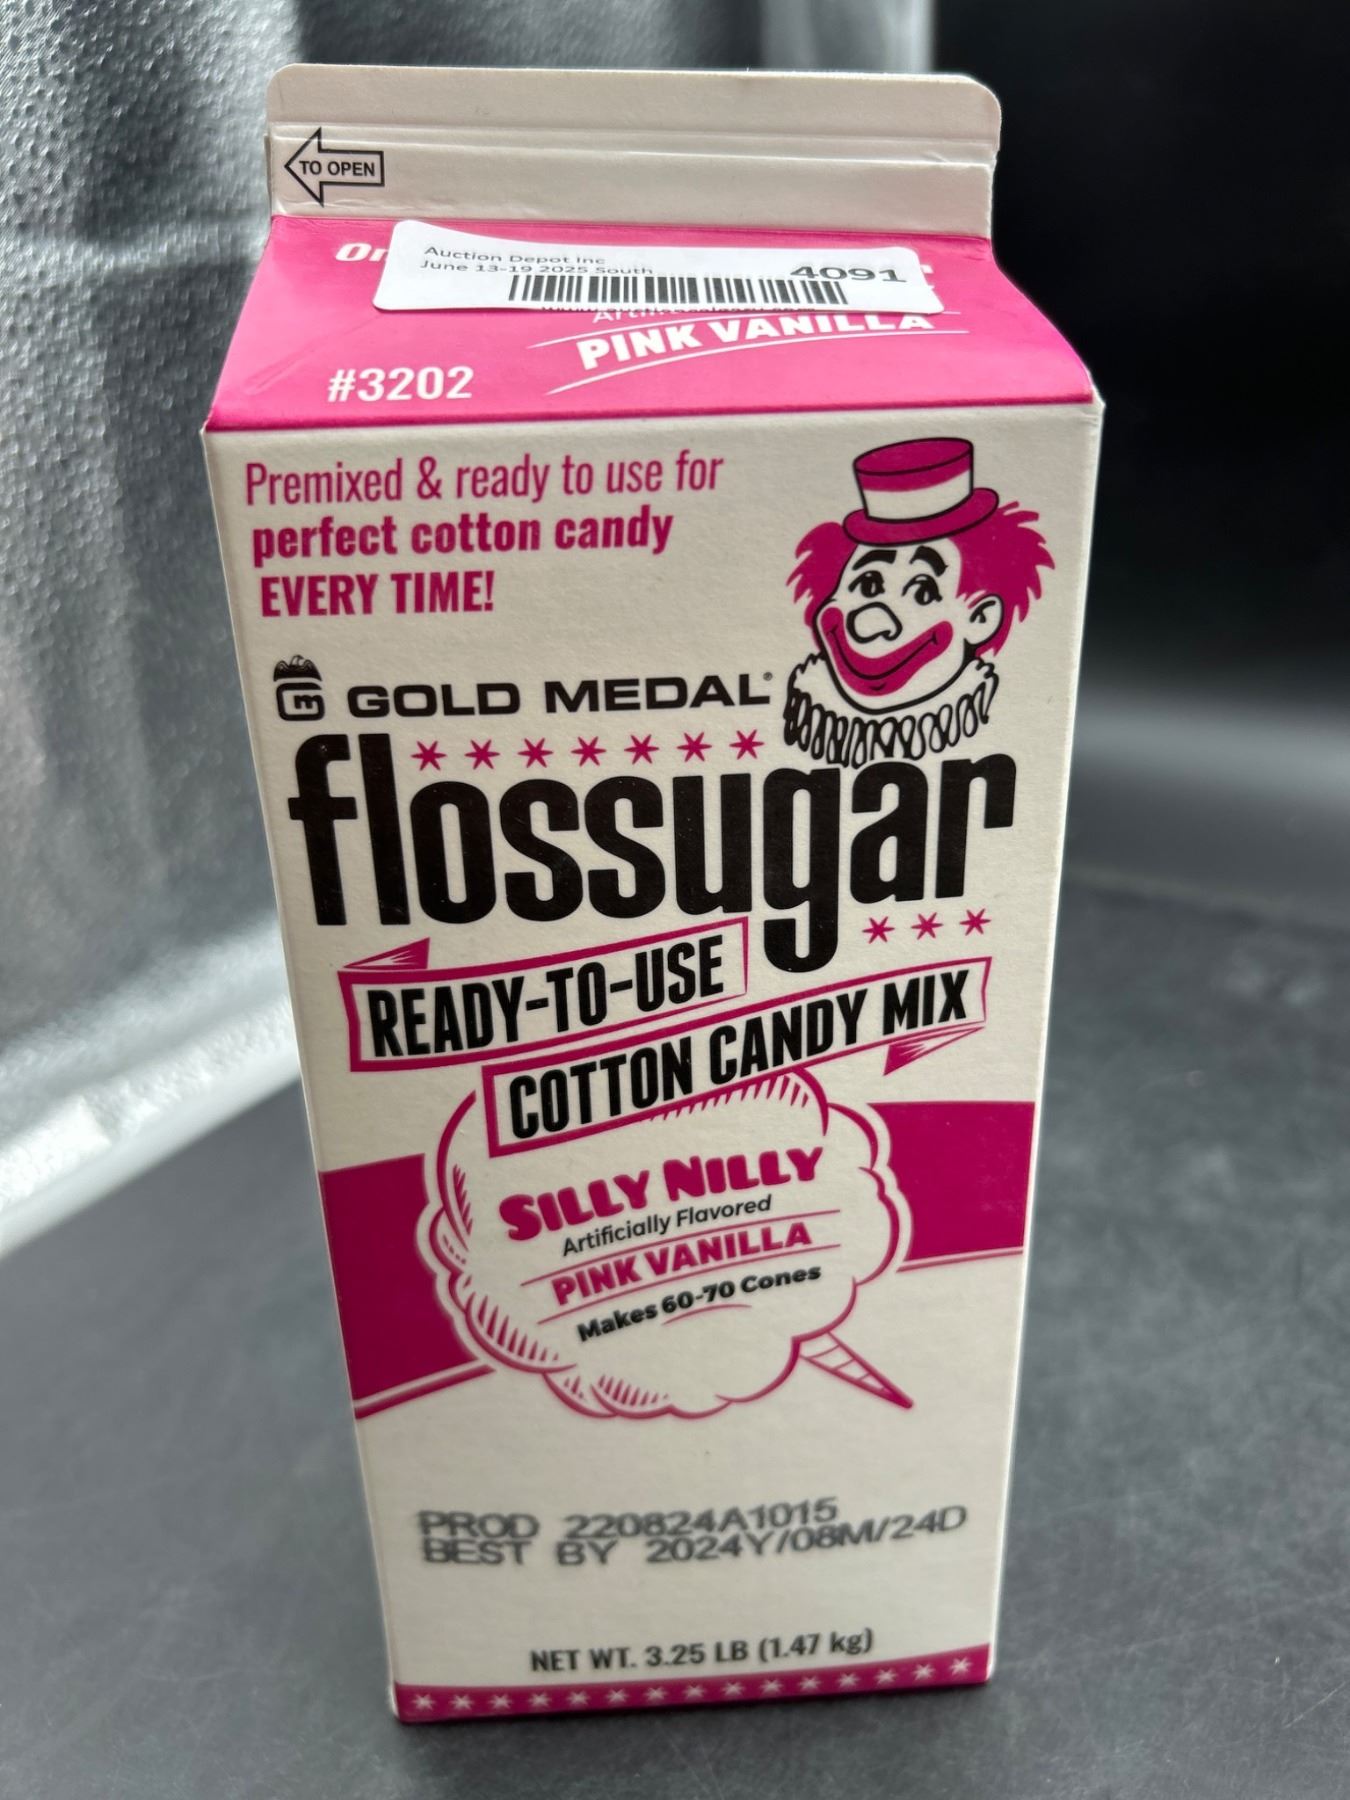 TO OPEN
Auction Depot Inc
June 13-19 2025 South
4091
PINK VANILLA
#3202
Premixed & ready to use for
perfect cotton candy
EVERY TIME!
GOLD MEDAL®
flossugar
READY-TO-USE
COTTON CANDY MIX
SILLY NILLY
Artificially Flavored
PINK VANILLA
Makes 60-70 Cones
PROD 220824A1015
BEST BY 2024Y/08M/24D
NET WT. 3.25 LB (1.47 kg)